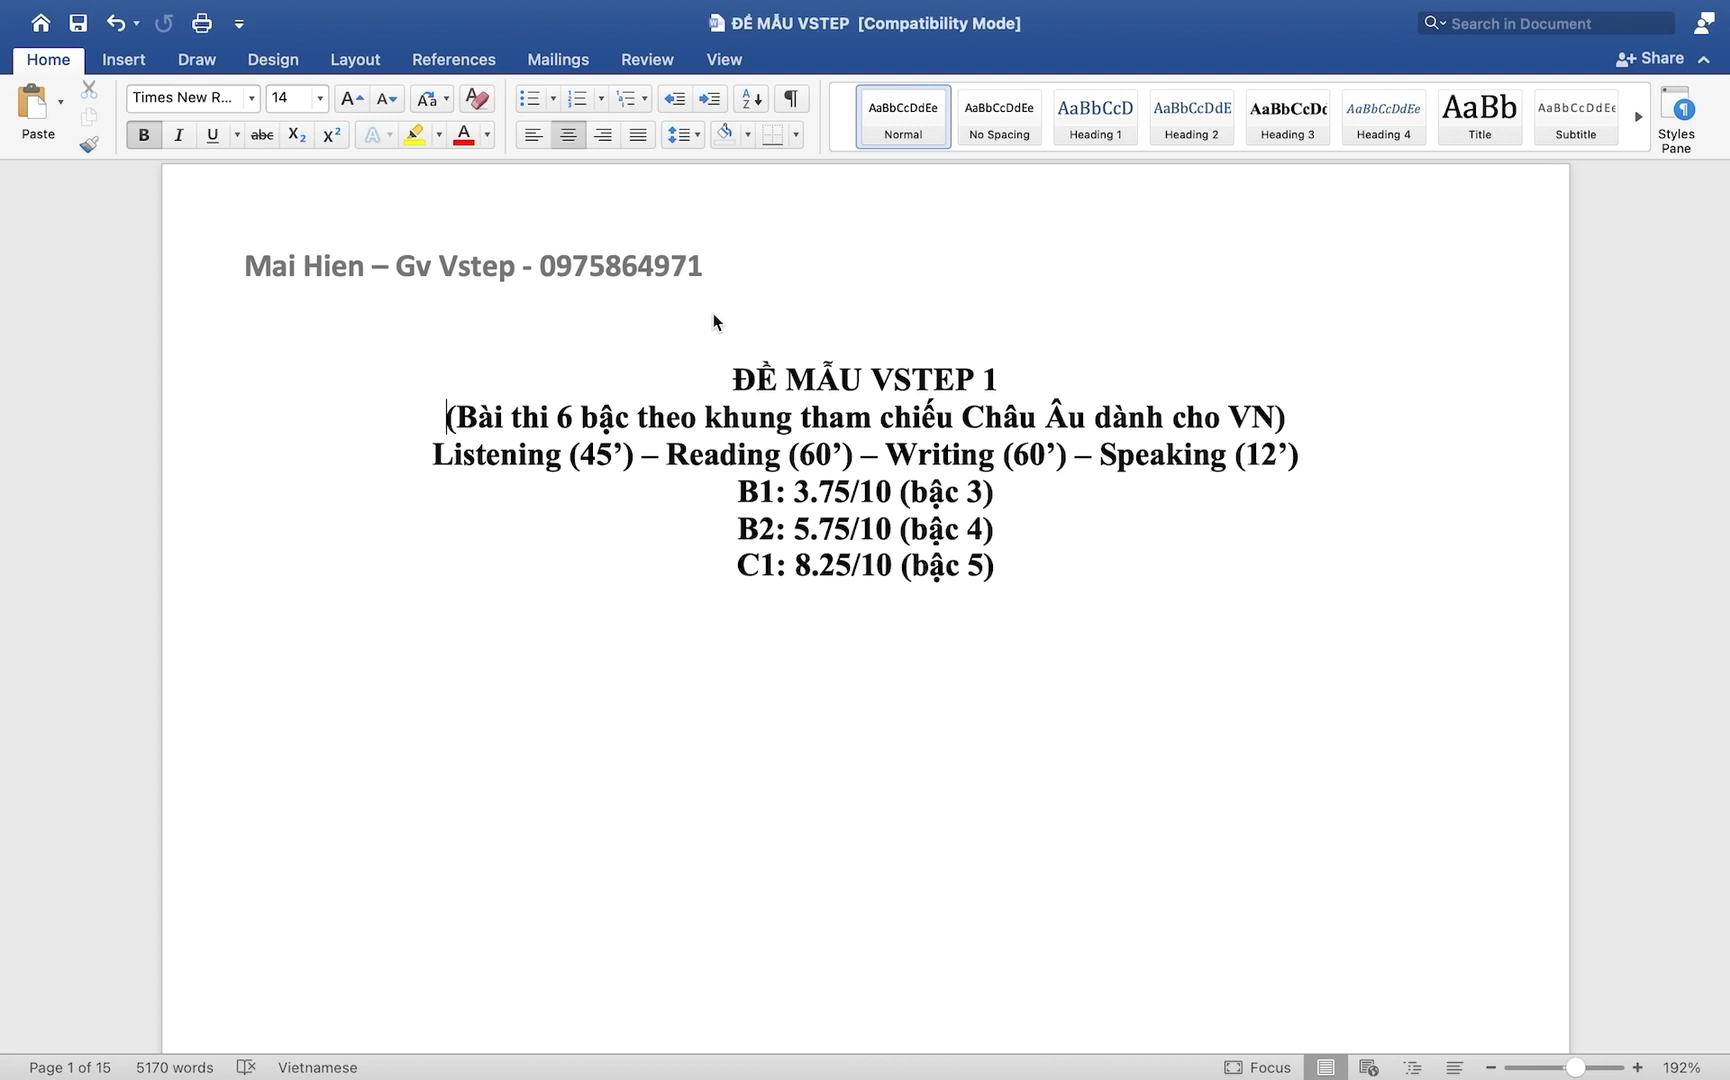 ĐỀ MẪU VSTEP [Compatibility Mode]
Search in Document
Home Insert Draw Design Layout References Mailings Review View Share
Paste
Times New R... 14
AaBbCcDdEe AaBbCcDdEe AaBbCcD AaBbCcDdE AaBbCcDd AaBbCcDdEe AaBb AaBbCcDdEe
Normal No Spacing Heading 1 Heading 2 Heading 3 Heading 4 Title Subtitle
Styles
Pane
Mai Hien – Gv Vstep - 0975864971
ĐỀ MẪU VSTEP 1
(Bài thi 6 bậc theo khung tham chiếu Châu Âu dành cho VN)
Listening (45’) – Reading (60’) – Writing (60’) – Speaking (12’)
B1: 3.75/10 (bậc 3)
B2: 5.75/10 (bậc 4)
C1: 8.25/10 (bậc 5)
Page 1 of 15 5170 words Vietnamese Focus 192%